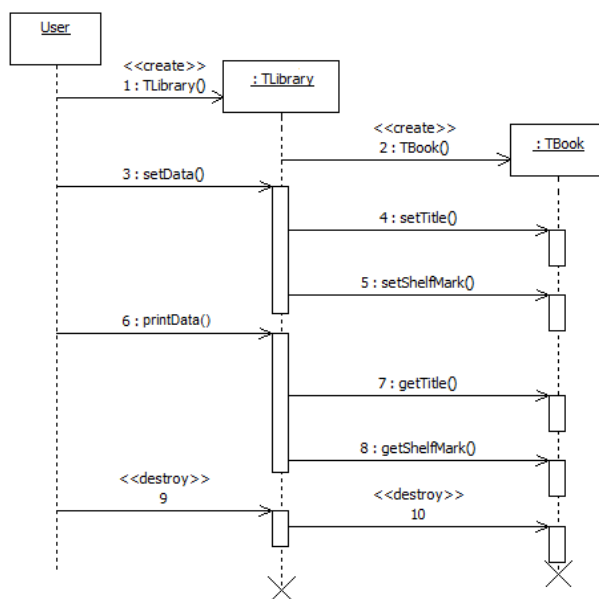 User
<<create>>
1 : TLibrary()
: TLibrary
<<create>>
2 : TBook()
: TBook
3 : setData()
4 : setTitle()
5 : setShelfMark()
6 : printData()
7 : getTitle()
8 : getShelfMark()
<<destroy>>
9
<<destroy>>
10